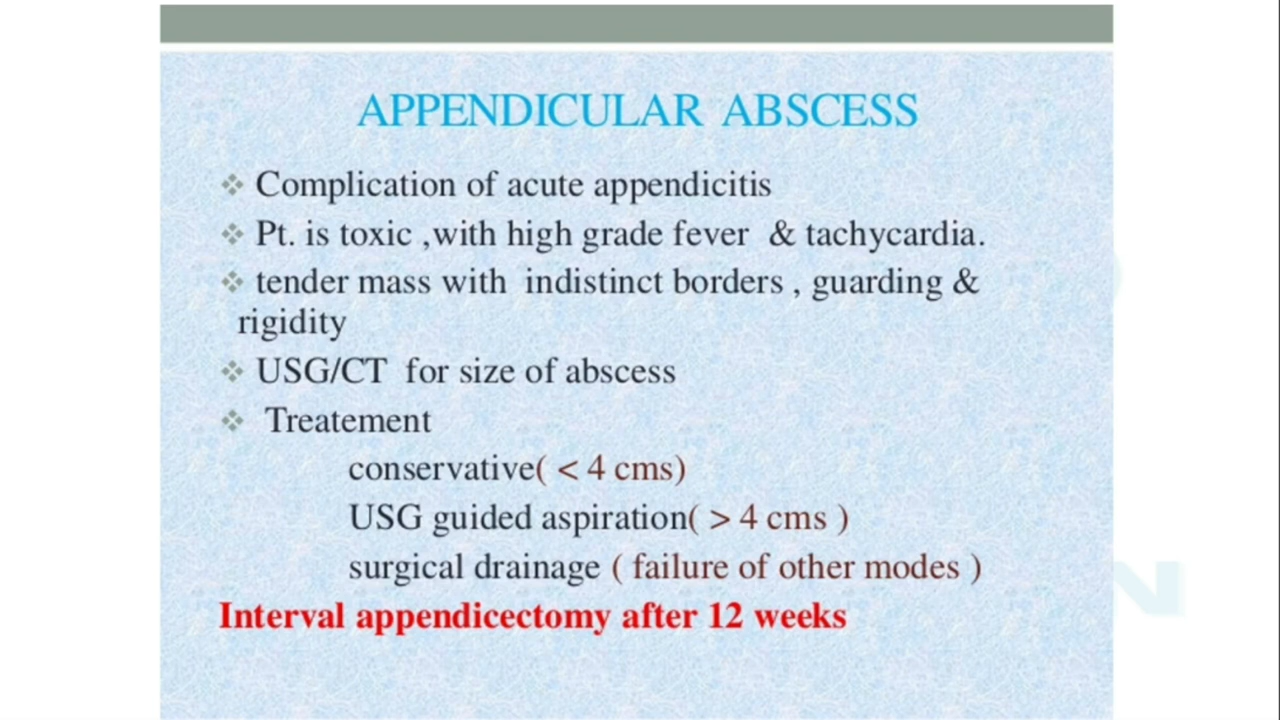 APPENDICULAR ABSCESS
Complication of acute appendicitis
Pt. is toxic ,with high grade fever & tachycardia.
tender mass with indistinct borders , guarding &
rigidity
USG/CT for size of abscess
Treatement
conservative( < 4 cms)
USG guided aspiration( > 4 cms )
surgical drainage ( failure of other modes )
Interval appendicectomy after 12 weeks
N